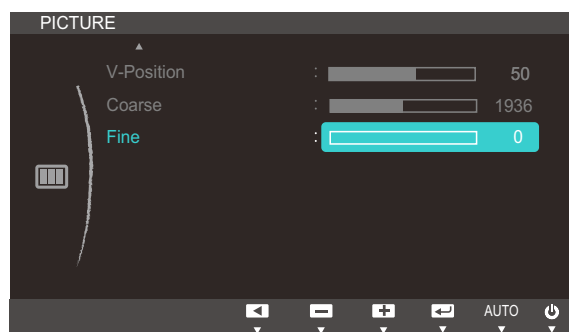 PICTURE
V-Position : 50
Coarse : 1936
Fine : 0
AUTO